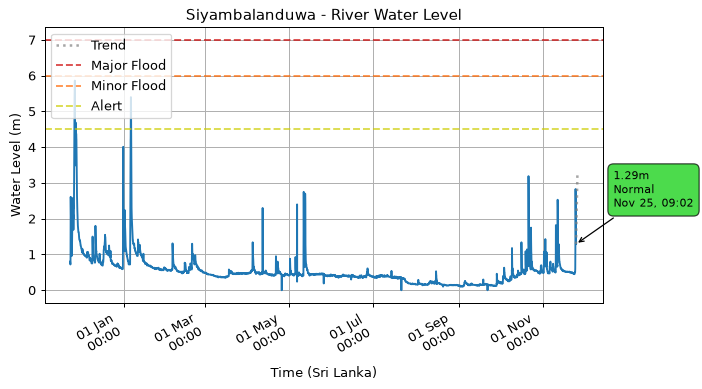 Siyambalanduwa - River Water Level
Trend
Major Flood
Minor Flood
Alert
Water Level (m)
7
6
5
4
3
2
1
0
1.29m
Normal
Nov 25, 09:02
01 Jan
00:00
01 Mar
00:00
01 May
00:00
01 Jul
00:00
01 Sep
00:00
01 Nov
00:00
Time (Sri Lanka)